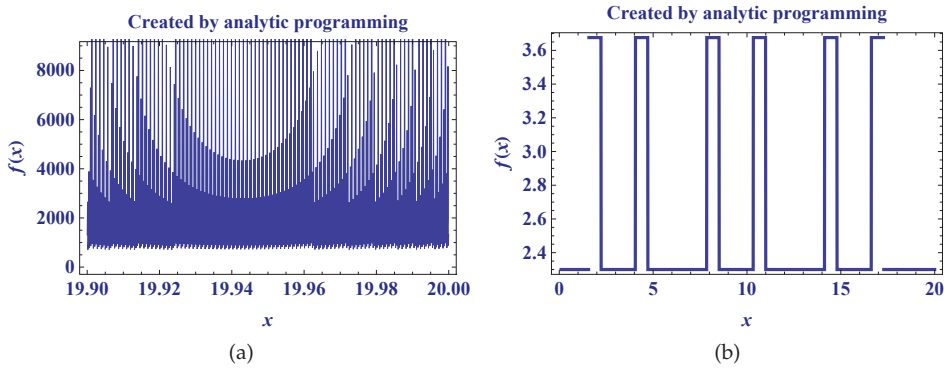 Created by analytic programming
f(x)
8000
6000
4000
2000
0
19.90 19.92 19.94 19.96 19.98 20.00
x
(a)
Created by analytic programming
f(x)
3.6
3.4
3.2
3.0
2.8
2.6
2.4
0 5 10 15 20
x
(b)